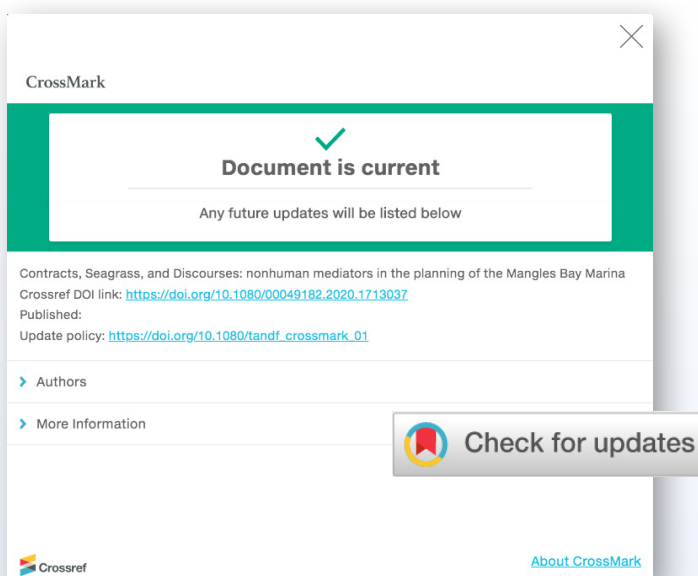 CrossMark
Document is current
Any future updates will be listed below
Contracts, Seagrass, and Discourses: nonhuman mediators in the planning of the Mangles Bay Marina
Crossref DOI link: https://doi.org/10.1080/00049182.2020.1713037
Published:
Update policy: https://doi.org/10.1080/tandf_crossmark_01
Authors
More Information
Check for updates
Crossref
About CrossMark